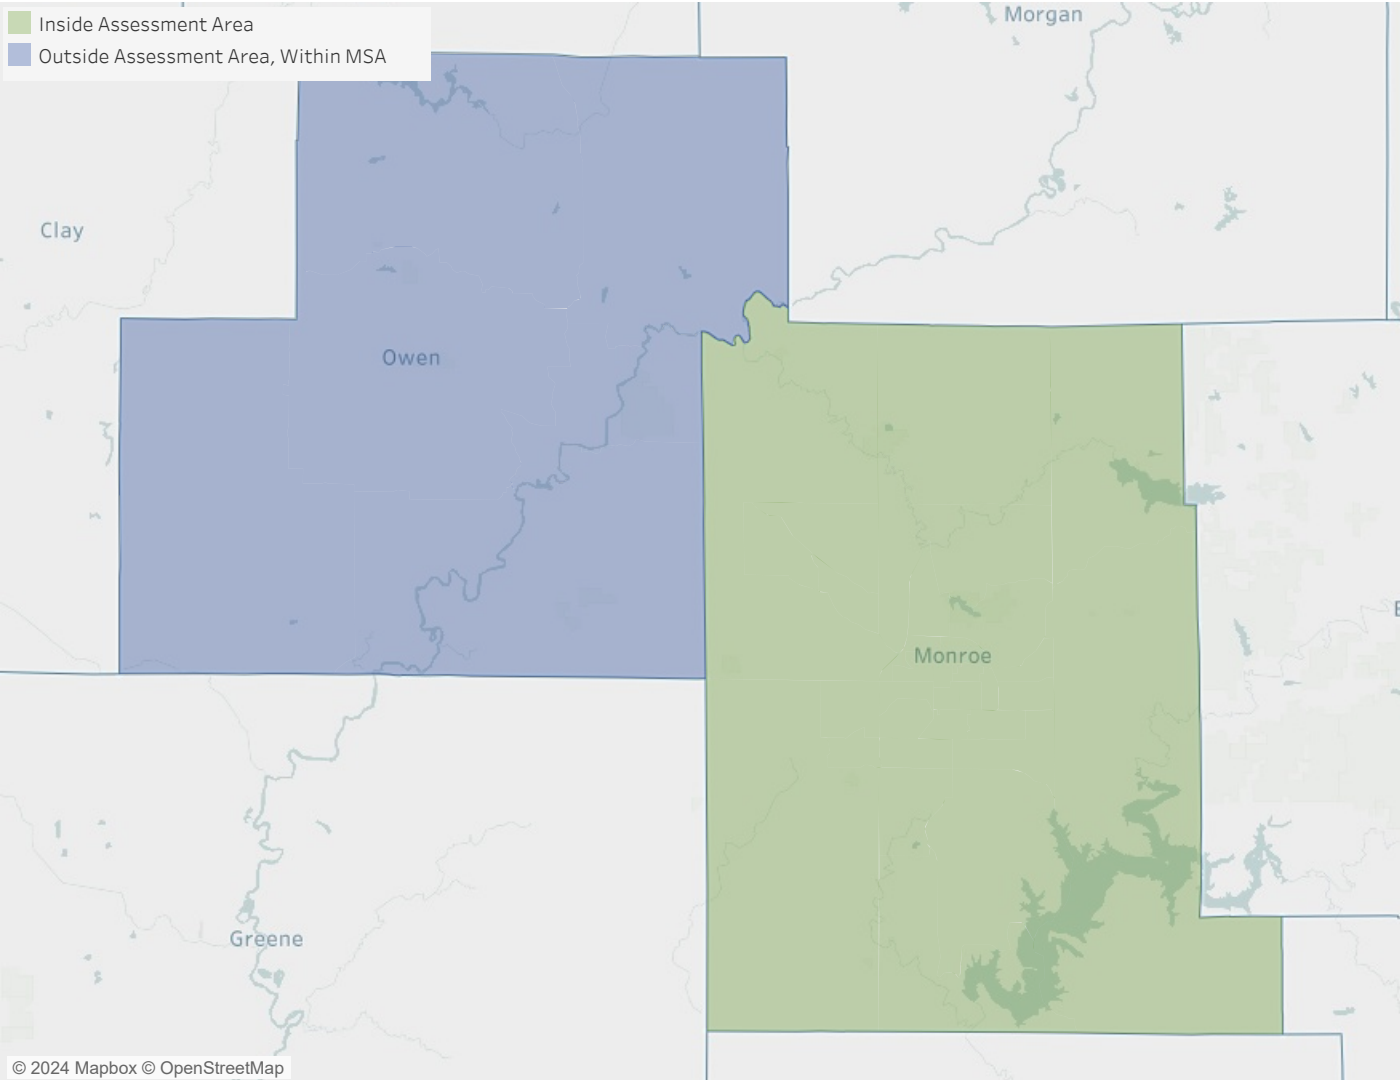 Inside Assessment Area
Outside Assessment Area, Within MSA
Morgan
Clay
Owen
Monroe
Greene
© 2024 Mapbox © OpenStreetMap